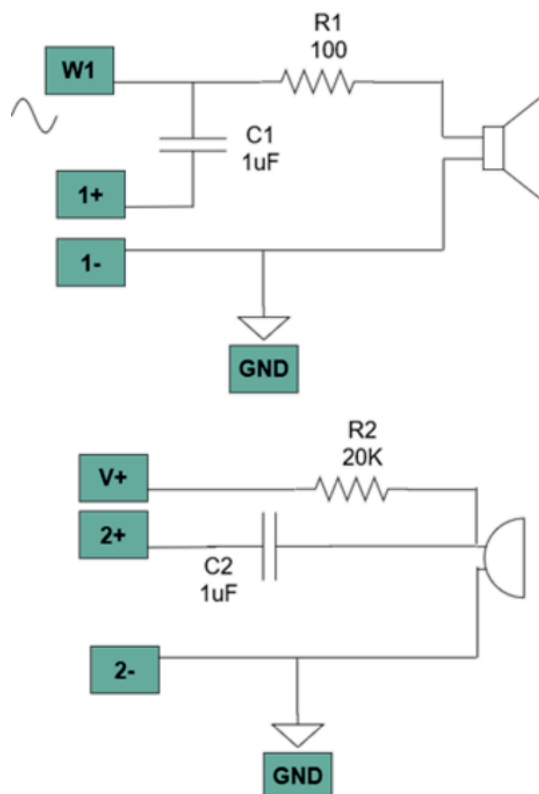 R1
100
W1
C1
1uF
1+
1-
GND
R2
20K
V+
2+
C2
1uF
2-
GND